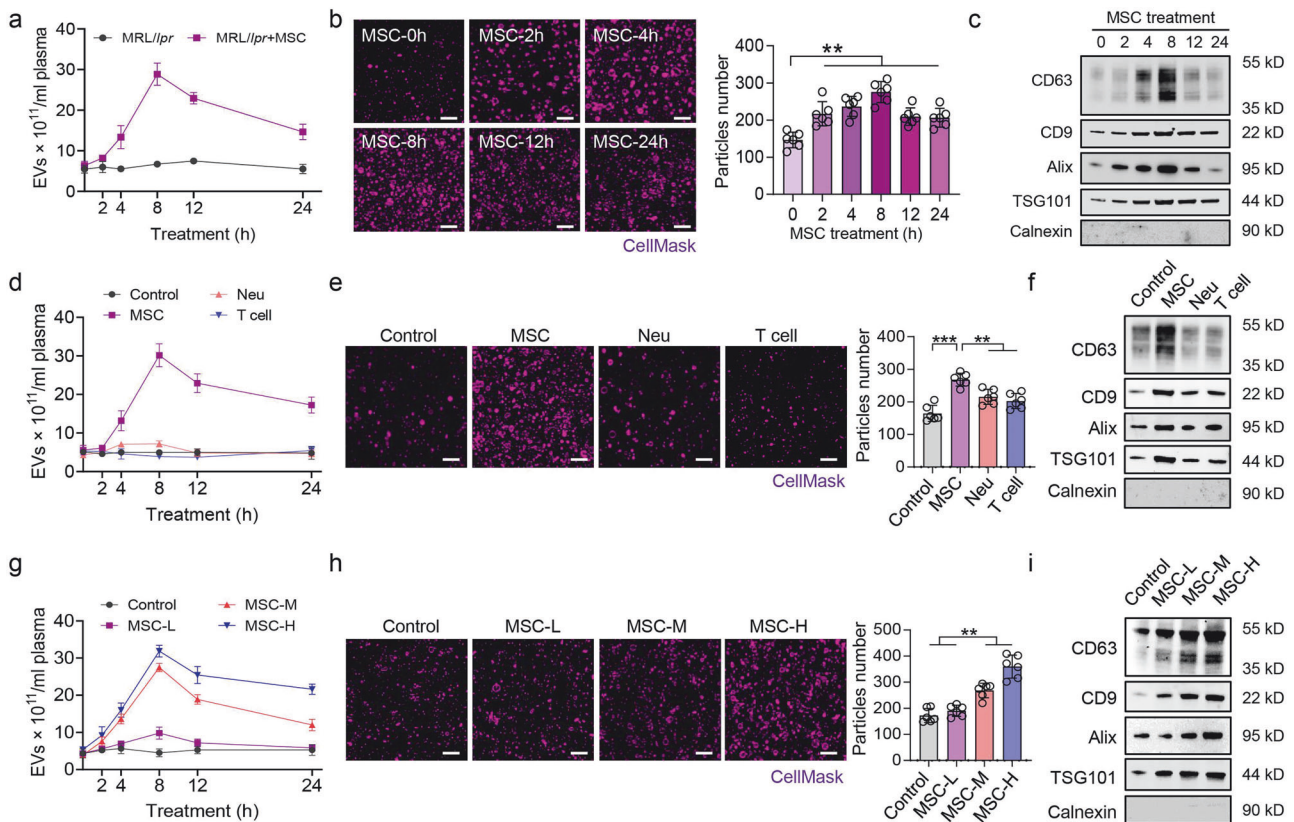 a
MRL/lpr
MRL/lpr+MSC
EVs × 10¹¹/ml plasma
40
30
20
10
0
2 4 8 12 24
Treatment (h)
b
MSC-0h
MSC-2h
MSC-4h
MSC-8h
MSC-12h
MSC-24h
CellMask
Particles number
400
300
200
100
0
**
0 2 4 8 12 24
MSC treatment (h)
c
MSC treatment
0 2 4 8 12 24
CD63
55 kD
35 kD
CD9 22 kD
Alix 95 kD
TSG101 44 kD
Calnexin 90 kD
d
Control
Neu
MSC
T cell
EVs × 10¹¹/ml plasma
40
30
20
10
0
2 4 8 12 24
Treatment (h)
e
Control
MSC
Neu
T cell
CellMask
Particles number
400
300
200
100
0
*** **
Control
MSC
Neu
T cell
f
Control
MSC
Neu
T cell
CD63
55 kD
35 kD
CD9 22 kD
Alix 95 kD
TSG101 44 kD
Calnexin 90 kD
g
Control
MSC-M
MSC-L
MSC-H
EVs × 10¹¹/ml plasma
40
30
20
10
0
2 4 8 12 24
Treatment (h)
h
Control
MSC-L
MSC-M
MSC-H
CellMask
Particles number
500
400
300
200
100
0
**
Control
MSC-L
MSC-M
MSC-H
i
Control
MSC-L
MSC-M
MSC-H
CD63
55 kD
35 kD
CD9 22 kD
Alix 95 kD
TSG101 44 kD
Calnexin 90 kD